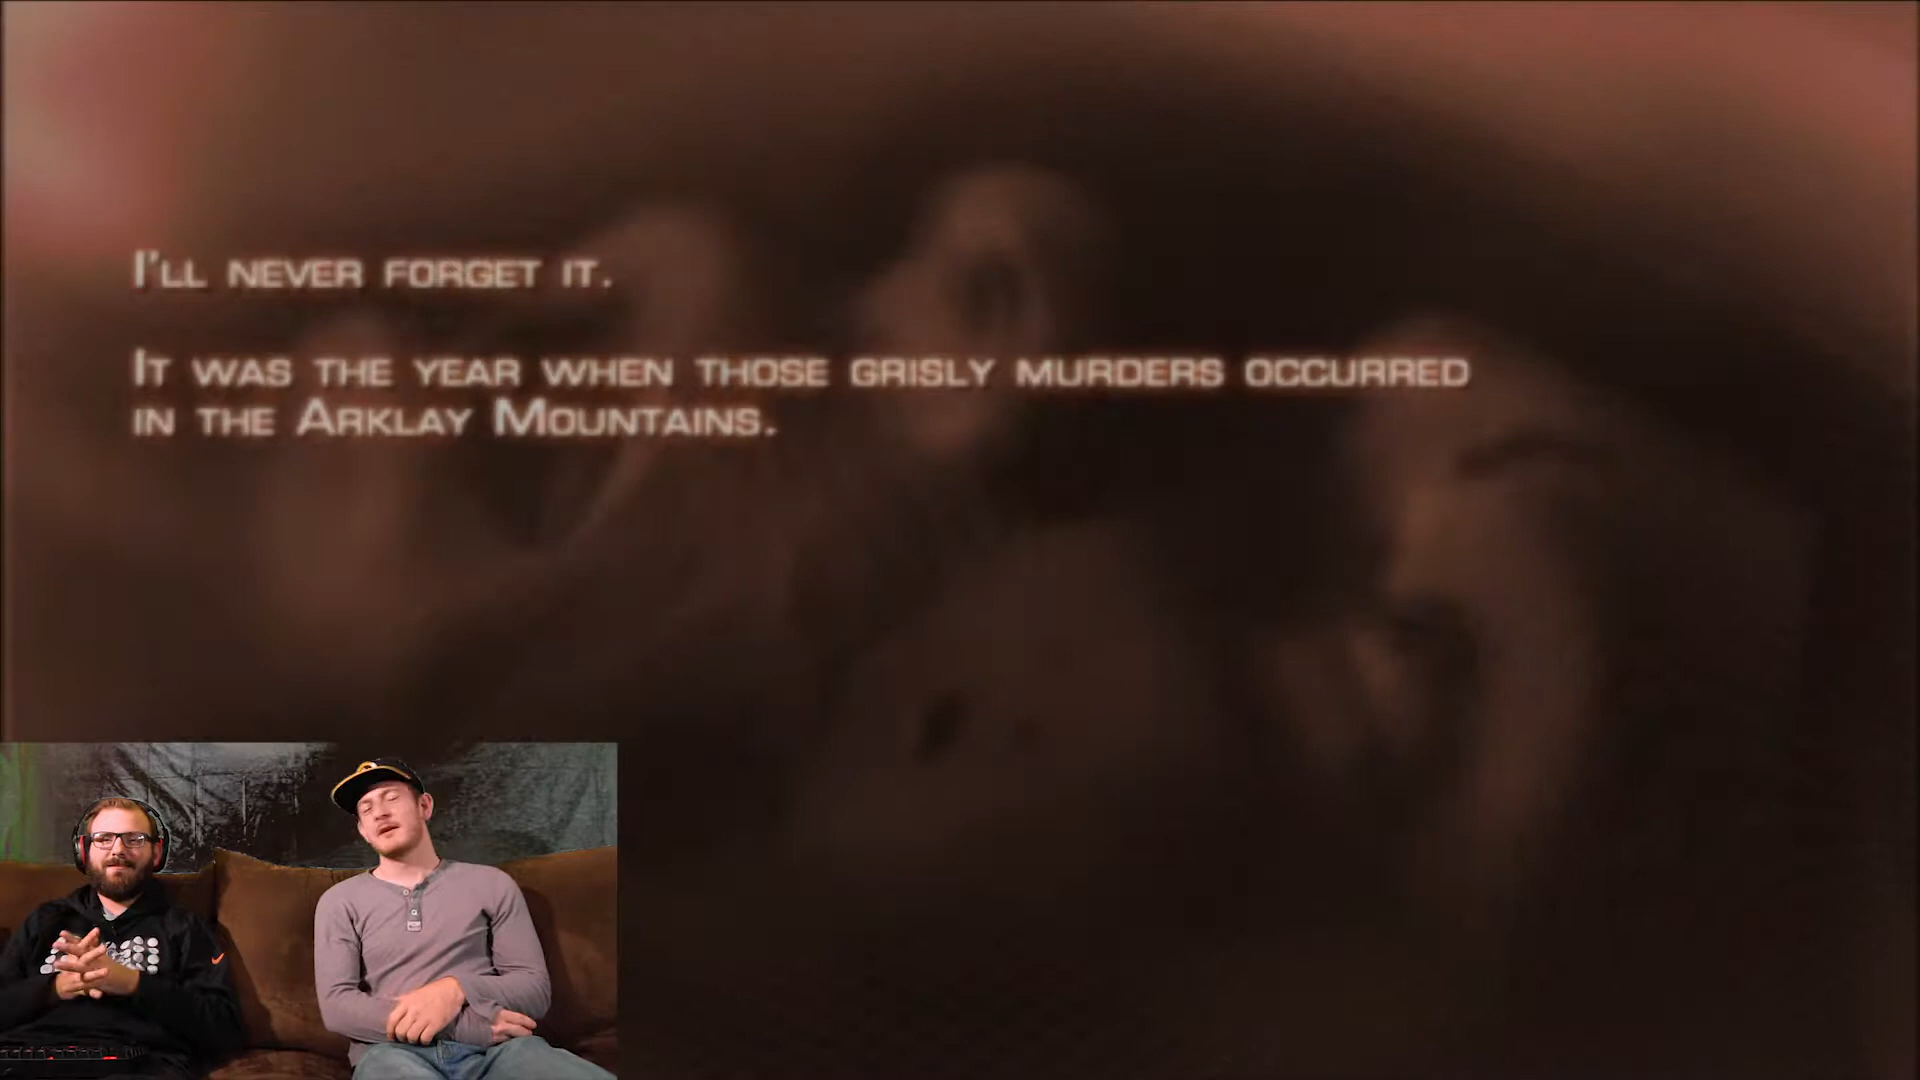 I'll never forget it.
It was the year when those grisly murders occurred
in the Arklay Mountains.